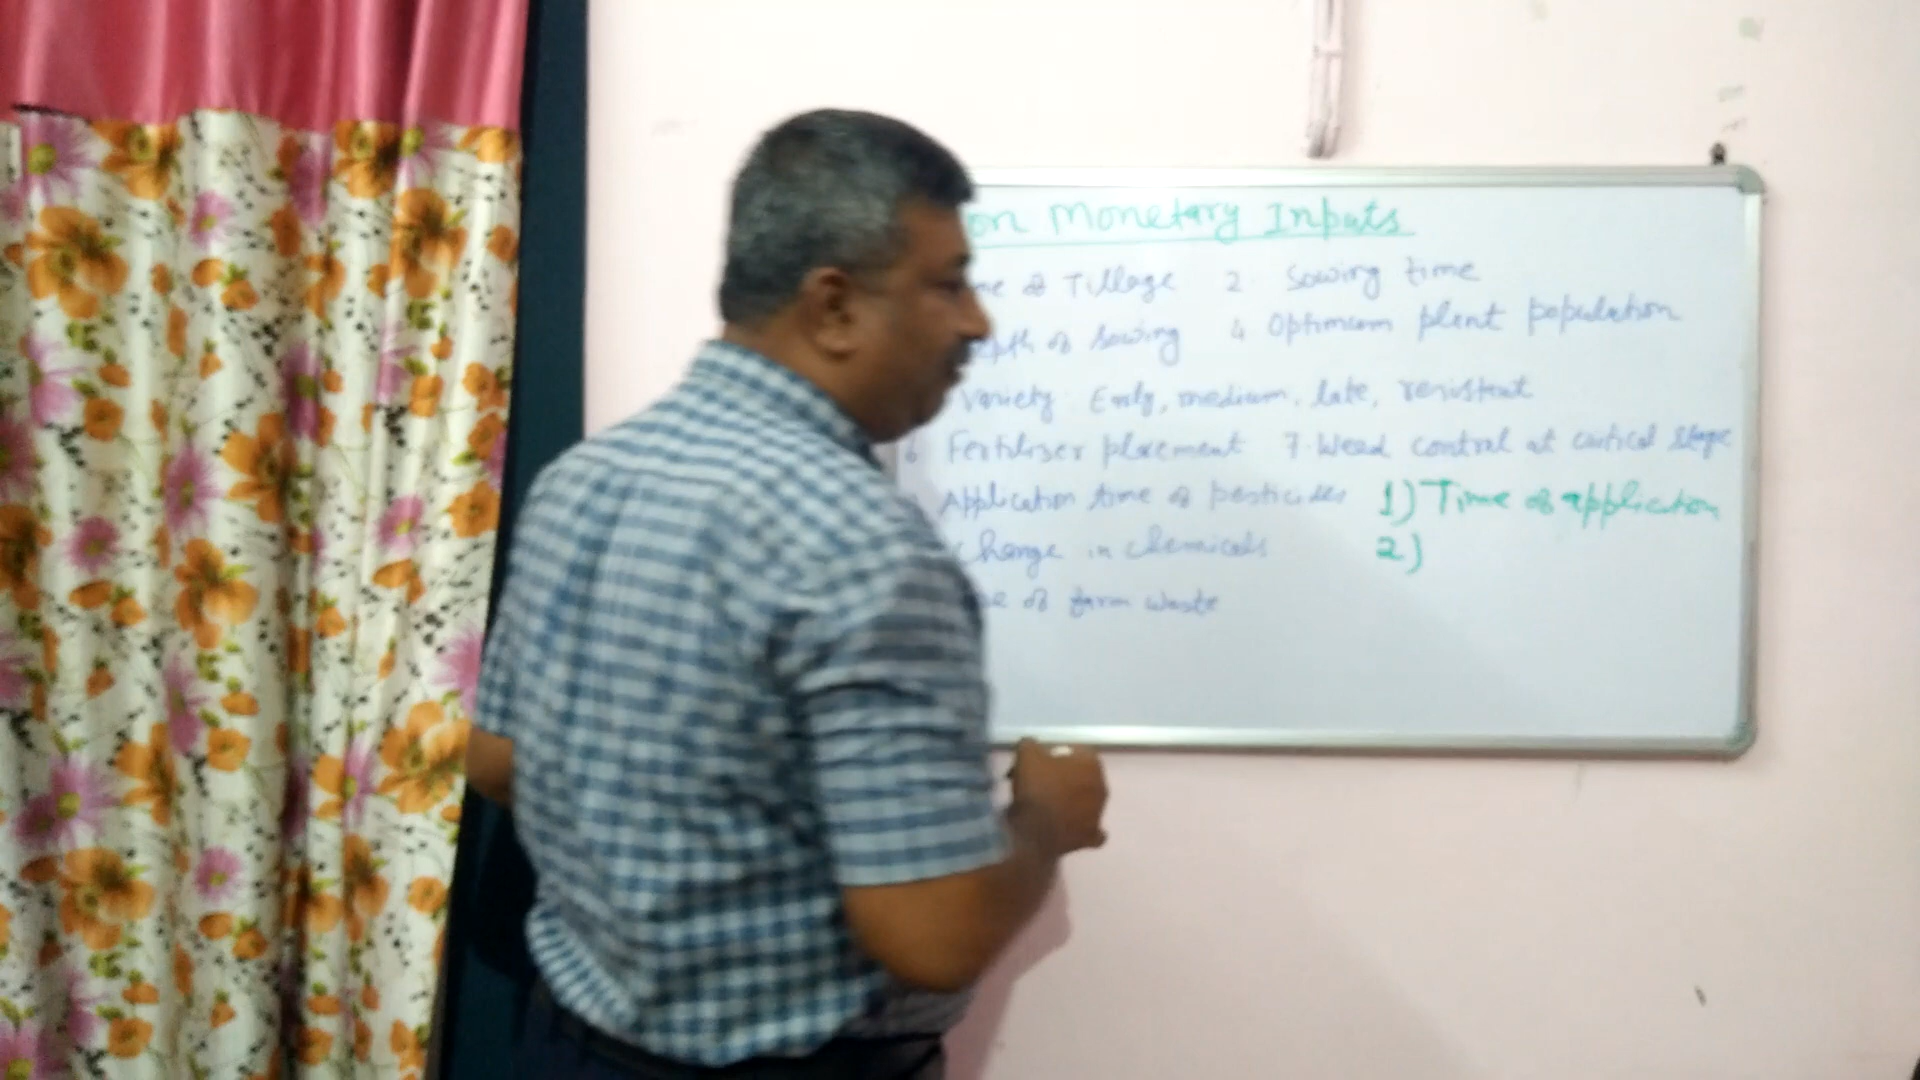 on Monetary Inputs
me of Tillage 2. Sowing time
epth of sowing 4 Optimum plant population
Variety Early, medium, late, resistant
6 Fertiliser placement 7. Weed control at critical stage
Application time of pesticides 1) Time of application
Change in chemicals 2)
se of farm waste